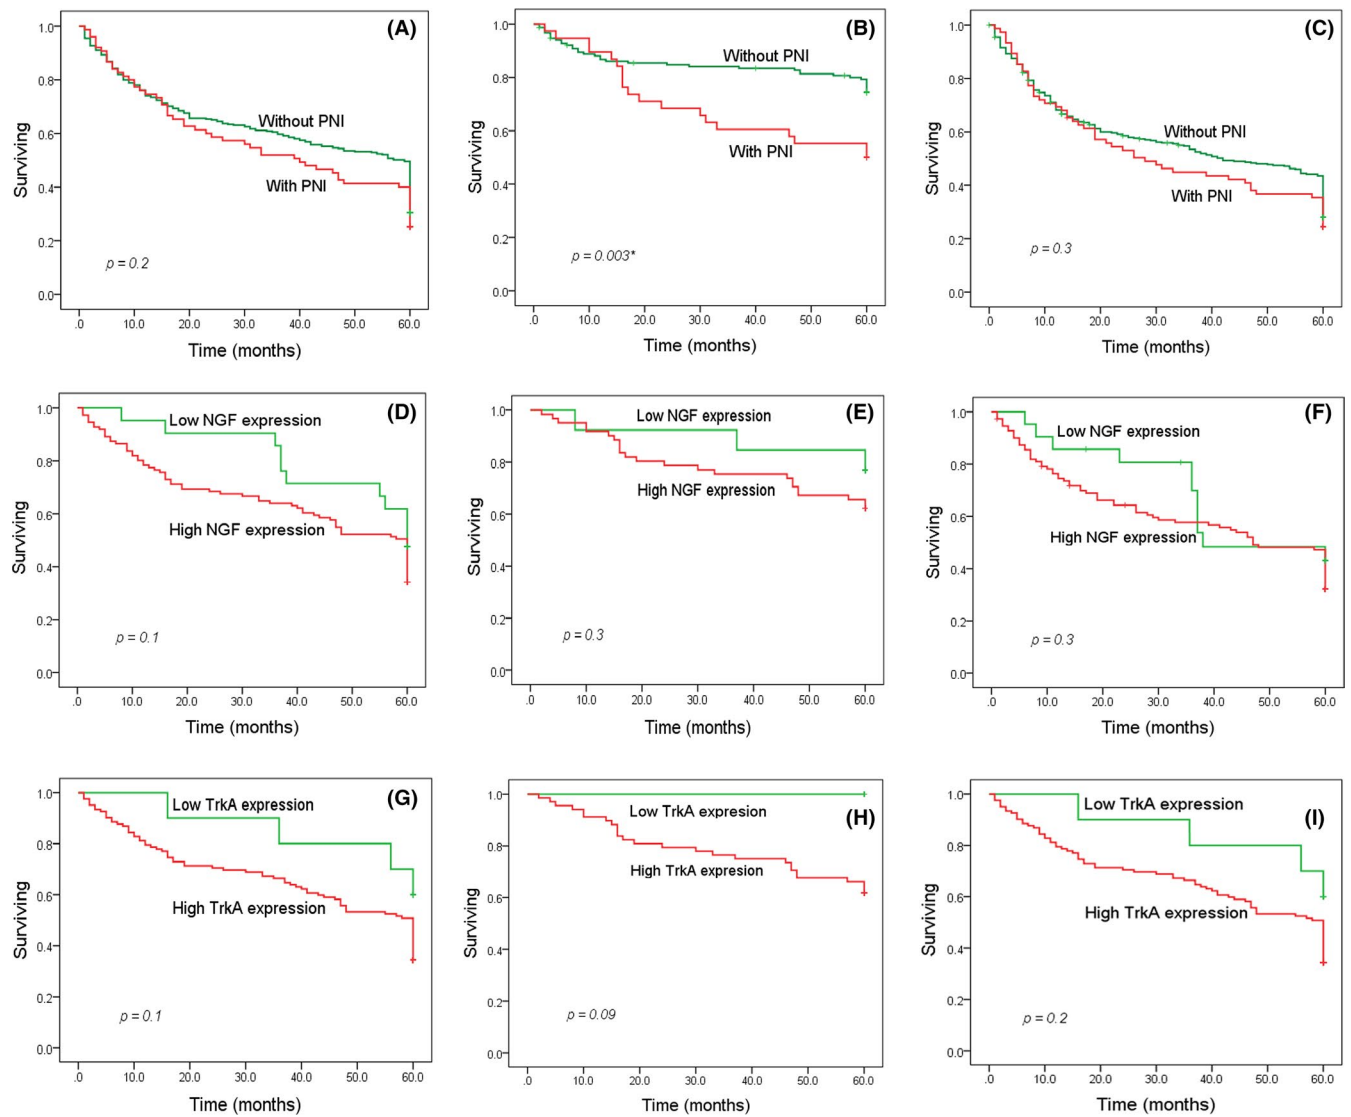 (A)
1.0
0.8
0.6
0.4
0.2
0.0
Surviving
Without PNI
With PNI
p = 0.2
.0 10.0 20.0 30.0 40.0 50.0 60.0
Time (months)
(B)
1.0
0.8
0.6
0.4
0.2
0.0
Surviving
Without PNI
With PNI
p = 0.003*
.0 10.0 20.0 30.0 40.0 50.0 60.0
Time (months)
(C)
1.0
0.8
0.6
0.4
0.2
0.0
Surviving
Without PNI
With PNI
p = 0.3
.0 10.0 20.0 30.0 40.0 50.0 60.0
Time (months)
(D)
1.0
0.8
0.6
0.4
0.2
0.0
Surviving
Low NGF expression
High NGF expression
p = 0.1
.0 10.0 20.0 30.0 40.0 50.0 60.0
Time (months)
(E)
1.0
0.8
0.6
0.4
0.2
0.0
Surviving
Low NGF expression
High NGF expression
p = 0.3
.0 10.0 20.0 30.0 40.0 50.0 60.0
Time (months)
(F)
1.0
0.8
0.6
0.4
0.2
0.0
Surviving
Low NGF expression
High NGF expression
p = 0.3
.0 10.0 20.0 30.0 40.0 50.0 60.0
Time (months)
(G)
1.0
0.8
0.6
0.4
0.2
0.0
Surviving
Low TrkA expression
High TrkA expression
p = 0.1
.0 10.0 20.0 30.0 40.0 50.0 60.0
Time (months)
(H)
1.0
0.8
0.6
0.4
0.2
0.0
Surviving
Low TrkA expression
High TrkA expresion
p = 0.09
.0 10.0 20.0 30.0 40.0 50.0 60.0
Time (months)
(I)
1.0
0.8
0.6
0.4
0.2
0.0
Surviving
Low TrkA expression
High TrkA expression
p = 0.2
.0 10.0 20.0 30.0 40.0 50.0 60.0
Time (months)